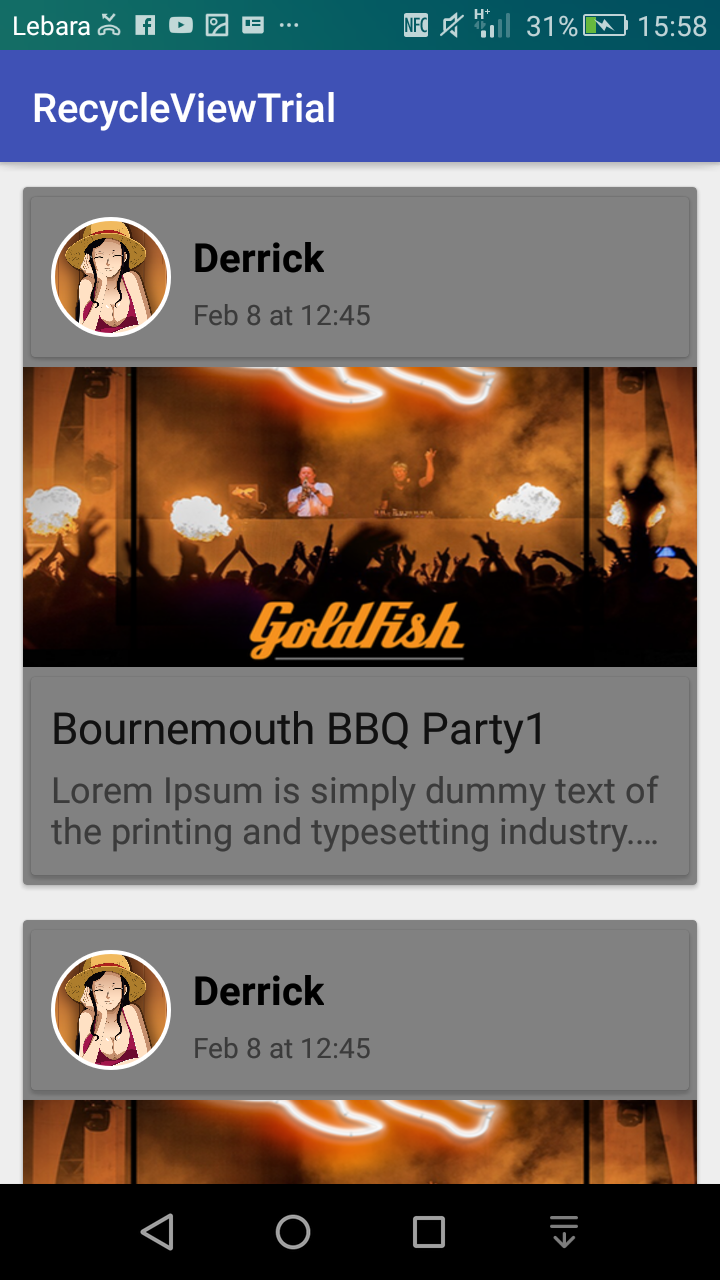 Lebara NFC H+ 31% 15:58
RecycleViewTrial
Derrick
Feb 8 at 12:45
GoldFish
Bournemouth BBQ Party1
Lorem Ipsum is simply dummy text of
the printing and typesetting industry....
Derrick
Feb 8 at 12:45